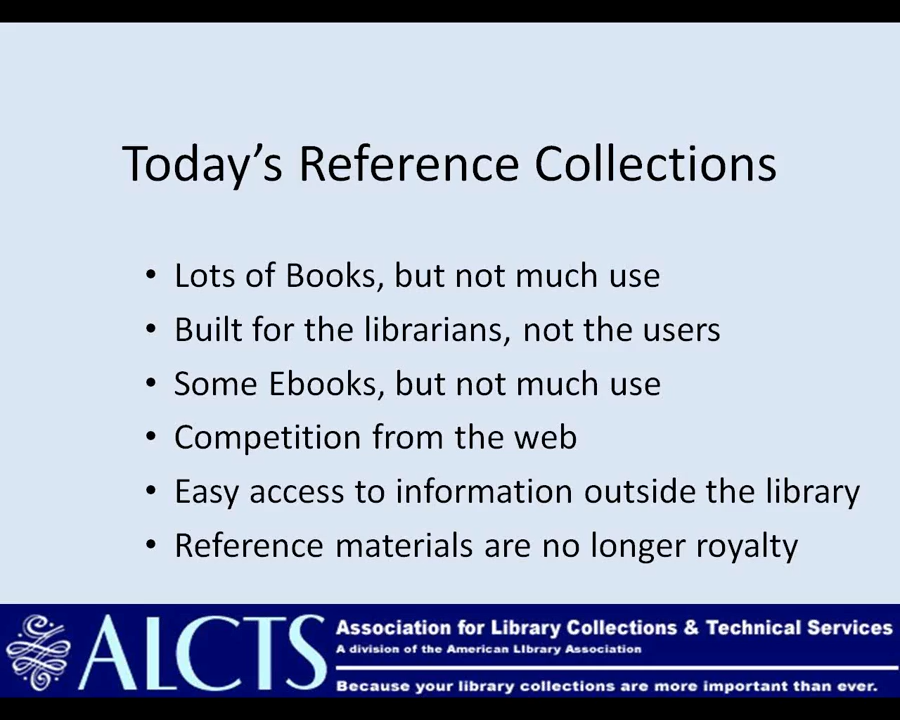 Today's Reference Collections
• Lots of Books, but not much use
• Built for the librarians, not the users
• Some Ebooks, but not much use
• Competition from the web
• Easy access to information outside the library
• Reference materials are no longer royalty
ALCTS
Association for Library Collections & Technical Services
A division of the American Library Association
Because your library collections are more important than ever.